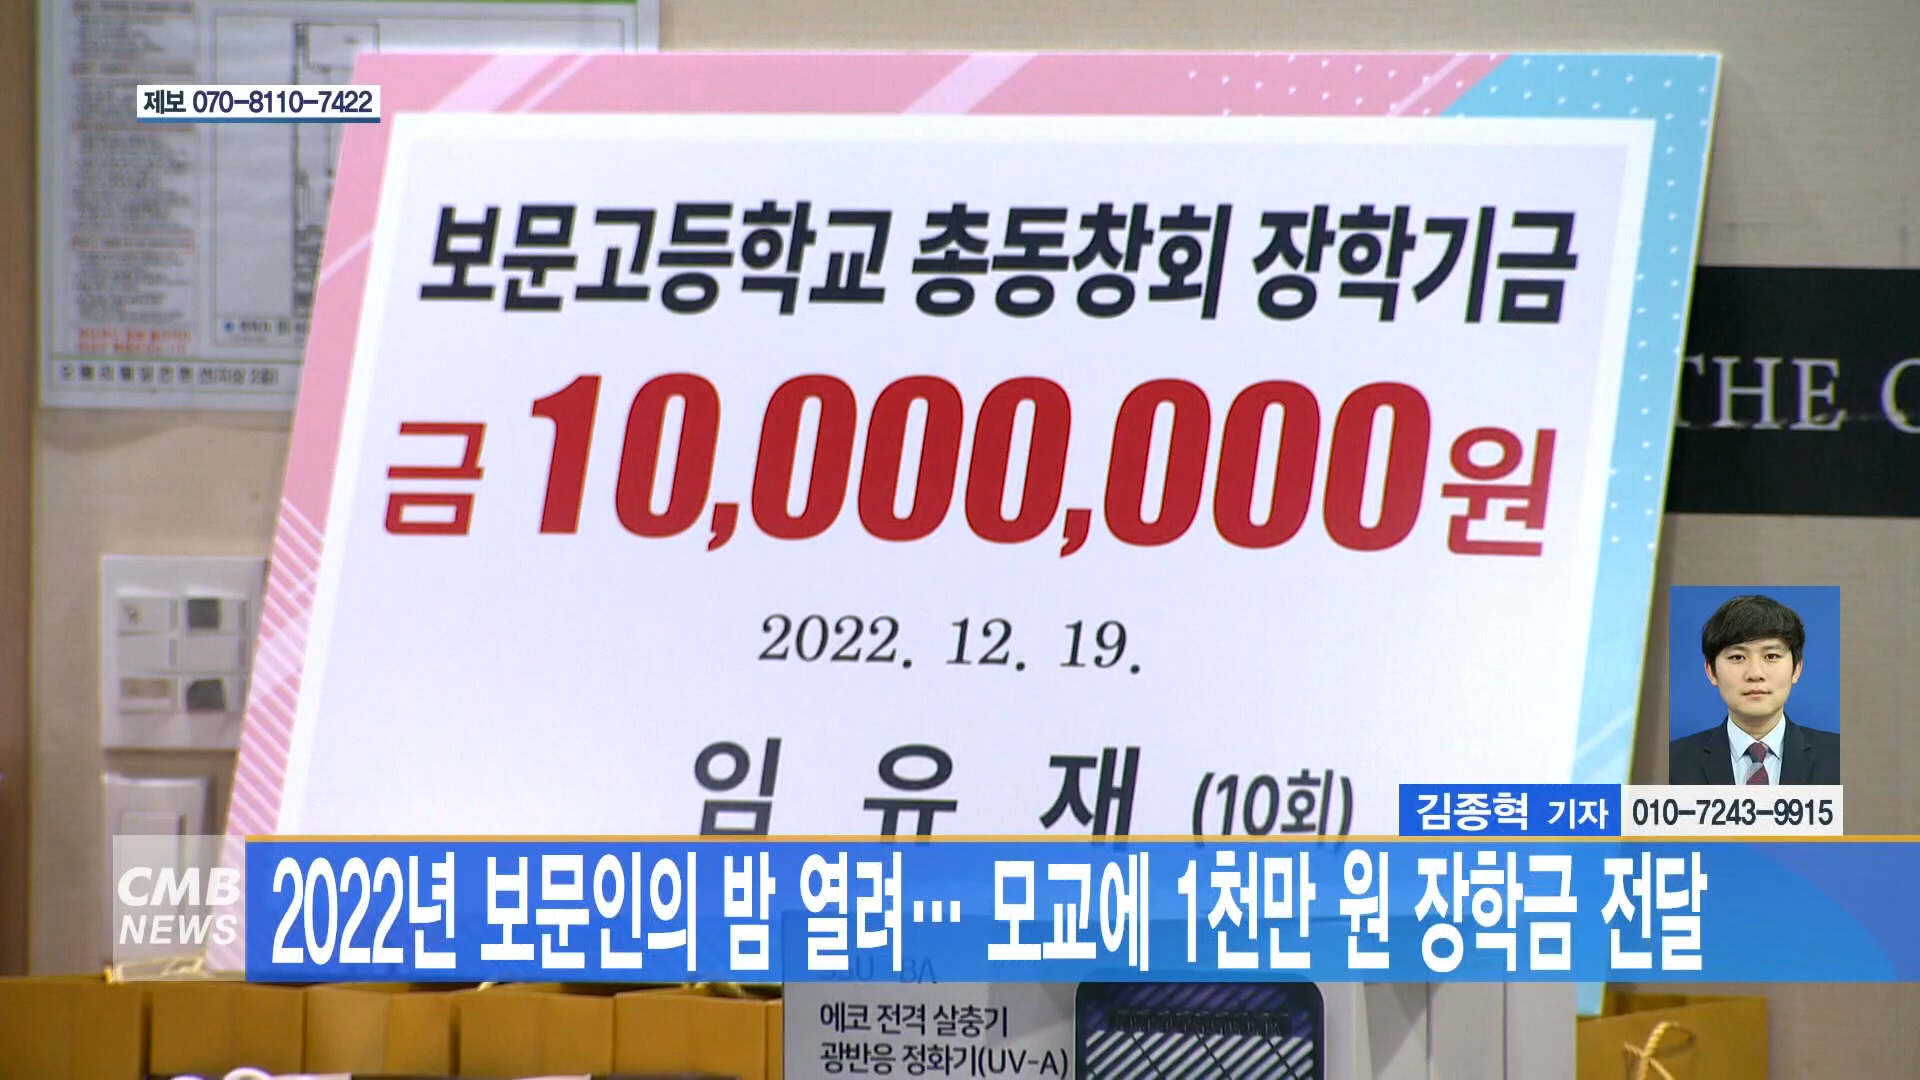 제보 070-8110-7422
보문고등학교 총동창회 장학기금
금 10,000,000원
THE
2022. 12. 19.
임 유 재 (10회)
김종혁 기자 010-7243-9915
CMB
NEWS
2022년 보문인의 밤 열려… 모교에 1천만 원 장학금 전달
에코 전격 살충기
광반응 정화기(UV-A)